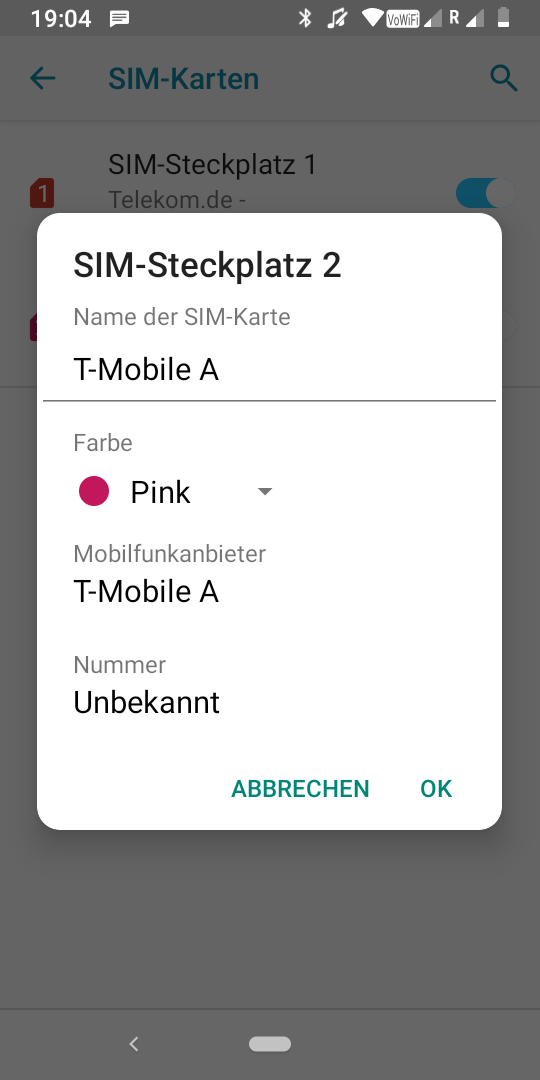 19:04 VoWiFi R
SIM-Karten
SIM-Steckplatz 1
1
Telekom.de -
SIM-Steckplatz 2
Name der SIM-Karte
T-Mobile A
Farbe
Pink
Mobilfunkanbieter
T-Mobile A
Nummer
Unbekannt
ABBRECHEN OK